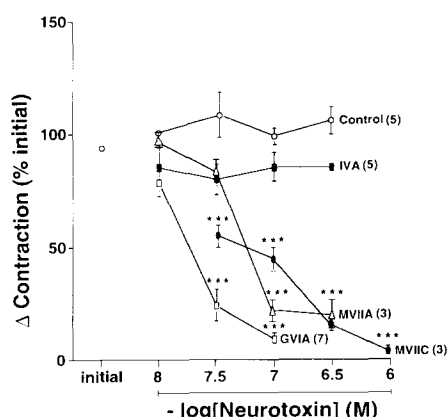 150
100
50
0
Δ Contraction (% initial)
Control (5)
IVA (5)
***
***
***
***
***
MVIIA (3)
***
GVIA (7)
***
MVIIC (3)
initial
8
7.5
7
6.5
6
- log[Neurotoxin] (M)